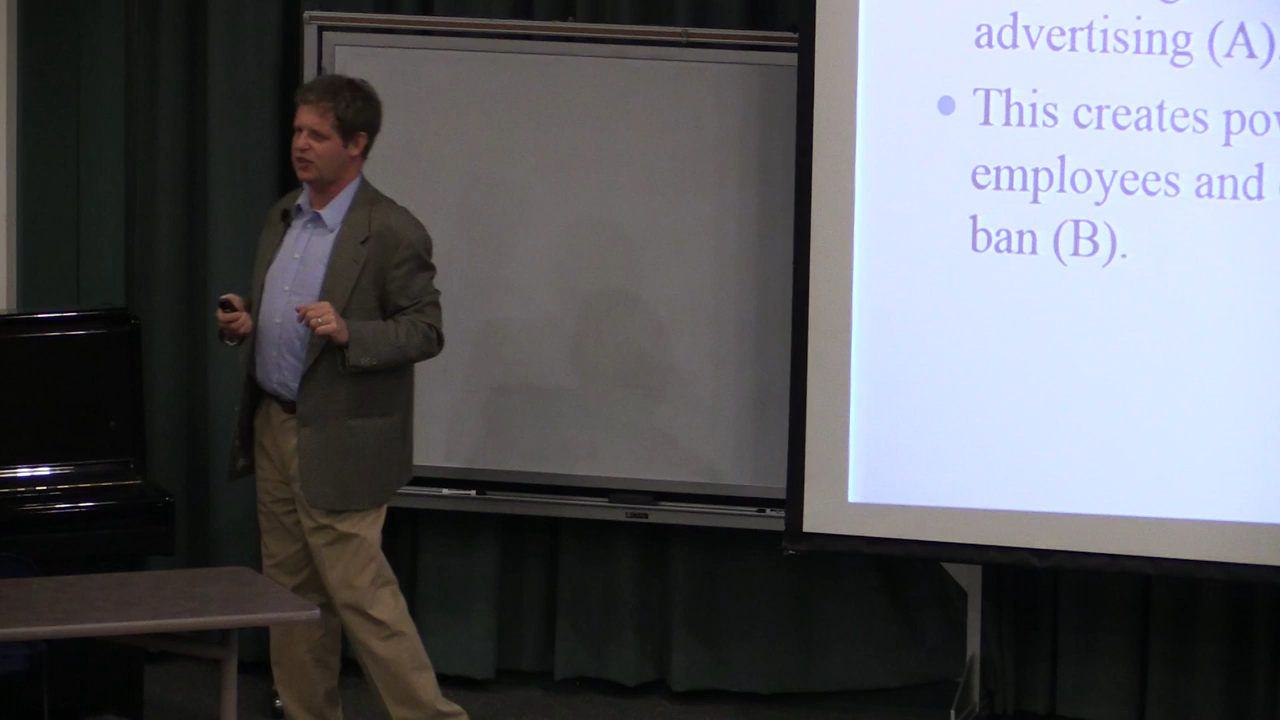 advertising (A)
• This creates
employees and
ban (B).